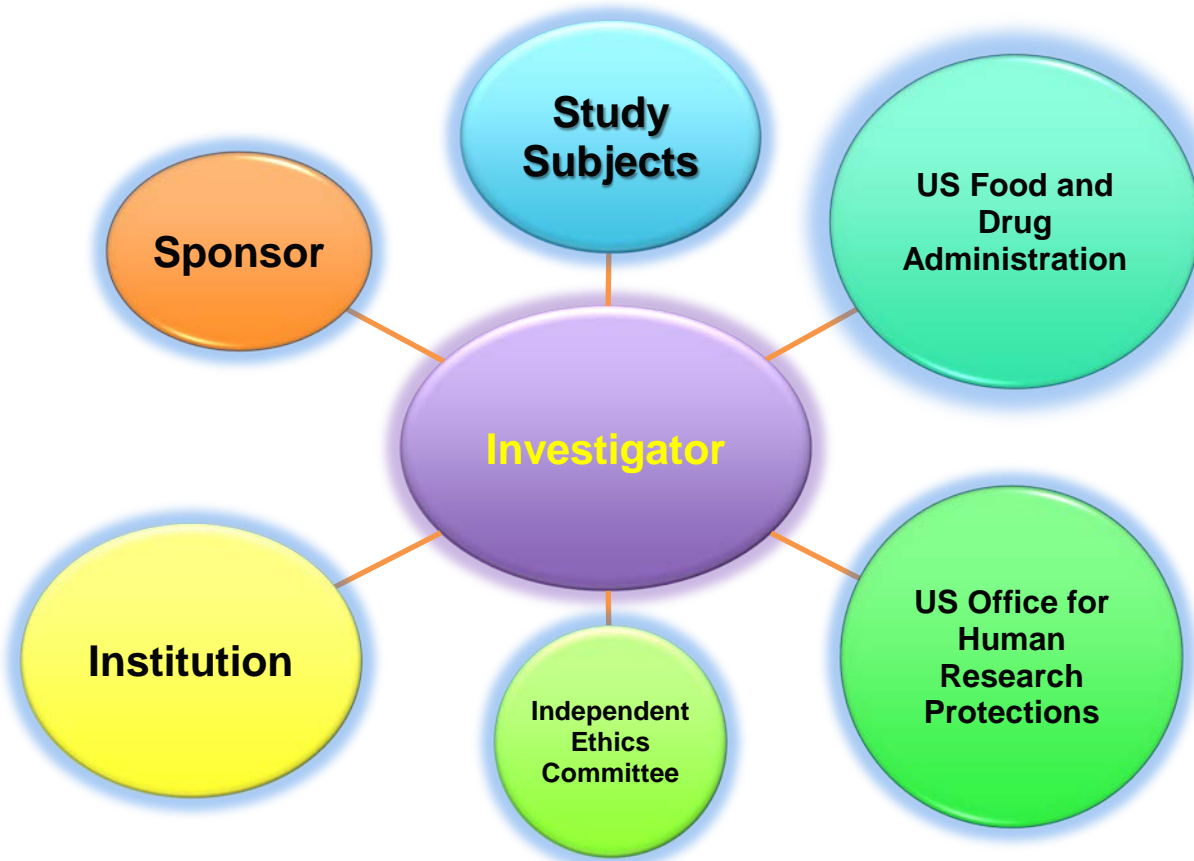 Study
Subjects
Sponsor
US Food and
Drug
Administration
Investigator
Institution
Independent
Ethics
Committee
US Office for
Human
Research
Protections